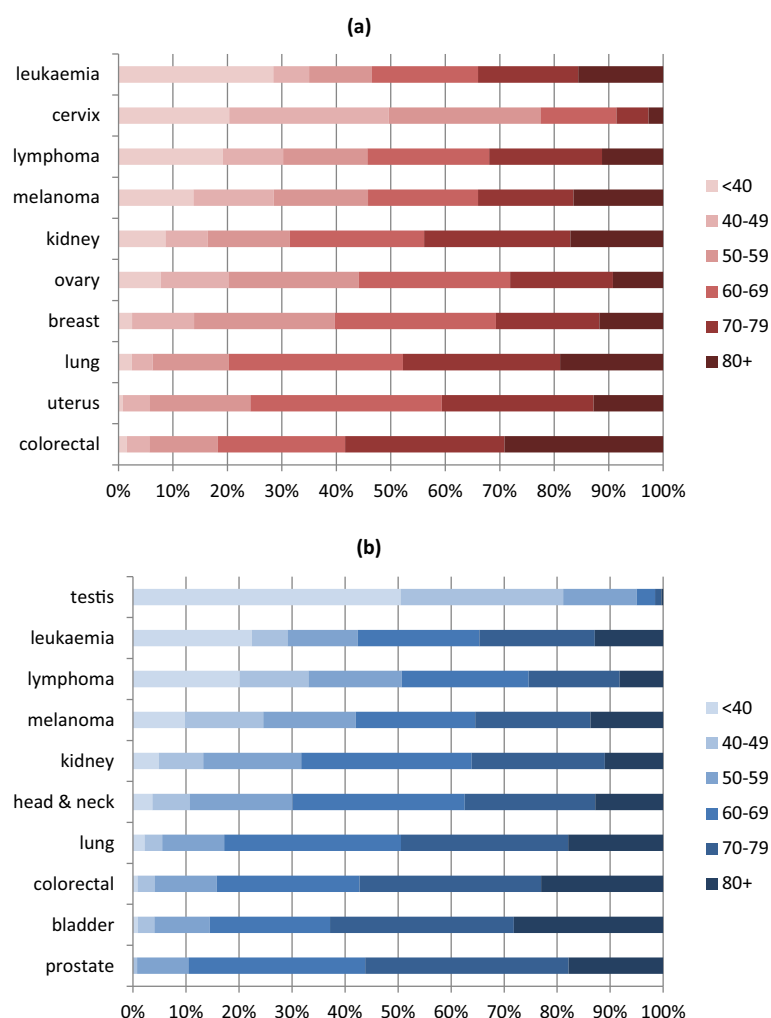 (a)
leukaemia
cervix
lymphoma
melanoma
kidney
ovary
breast
lung
uterus
colorectal
0% 10% 20% 30% 40% 50% 60% 70% 80% 90% 100%
<40
40-49
50-59
60-69
70-79
80+
(b)
testis
leukaemia
lymphoma
melanoma
kidney
head & neck
lung
colorectal
bladder
prostate
0% 10% 20% 30% 40% 50% 60% 70% 80% 90% 100%
<40
40-49
50-59
60-69
70-79
80+